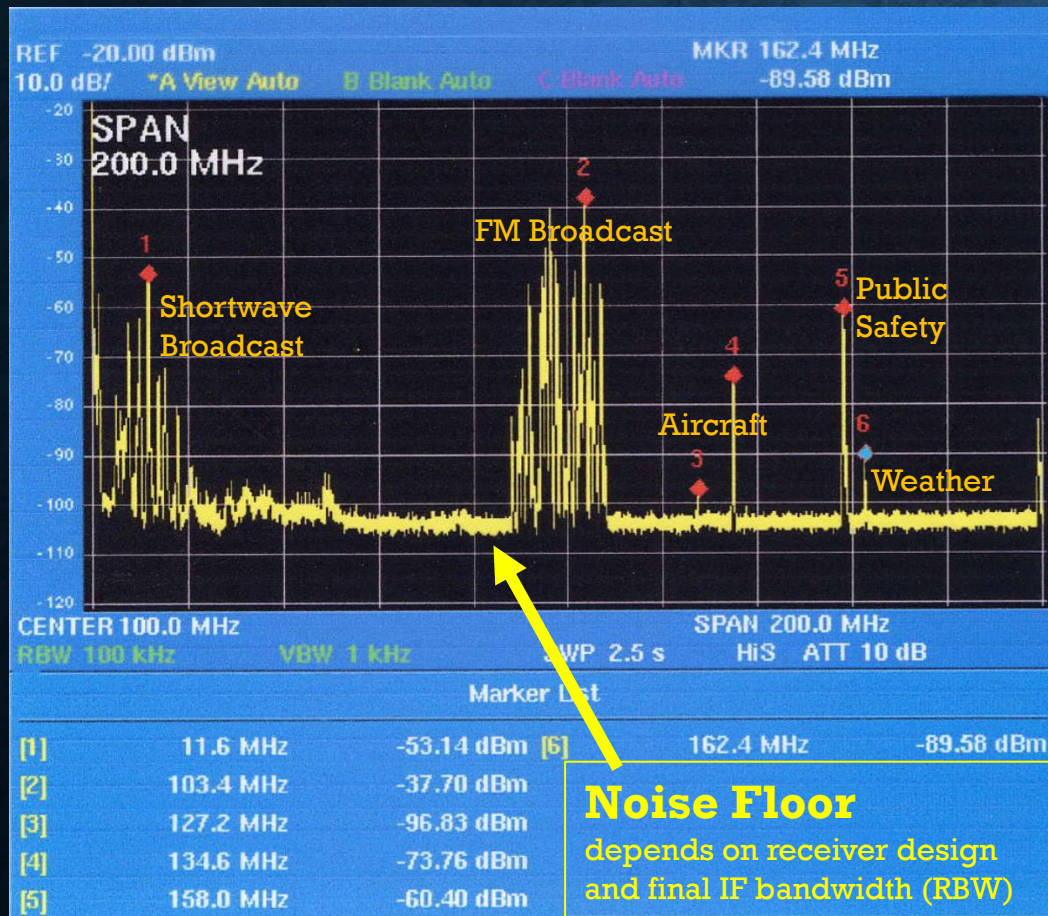 REF -20.00 dBm MKR 162.4 MHz
10.0 dB/ *A View Auto B Blank Auto C Blank Auto -89.58 dBm
-20
SPAN
-30
200.0 MHz
2
-40
FM Broadcast
1
-50
5
Public
-60
Shortwave
Safety
Broadcast
4
-70
-80
Aircraft
6
3
-90
Weather
-100
-110
-120
CENTER 100.0 MHz SPAN 200.0 MHz
RBW 100 kHz VBW 1 kHz SWP 2.5 s HiS ATT 10 dB
Marker List
[1] 11.6 MHz -53.14 dBm [6] 162.4 MHz -89.58 dBm
[2] 103.4 MHz -37.70 dBm
[3] 127.2 MHz -96.83 dBm
[4] 134.6 MHz -73.76 dBm
[5] 158.0 MHz -60.40 dBm
Noise Floor
depends on receiver design
and final IF bandwidth (RBW)